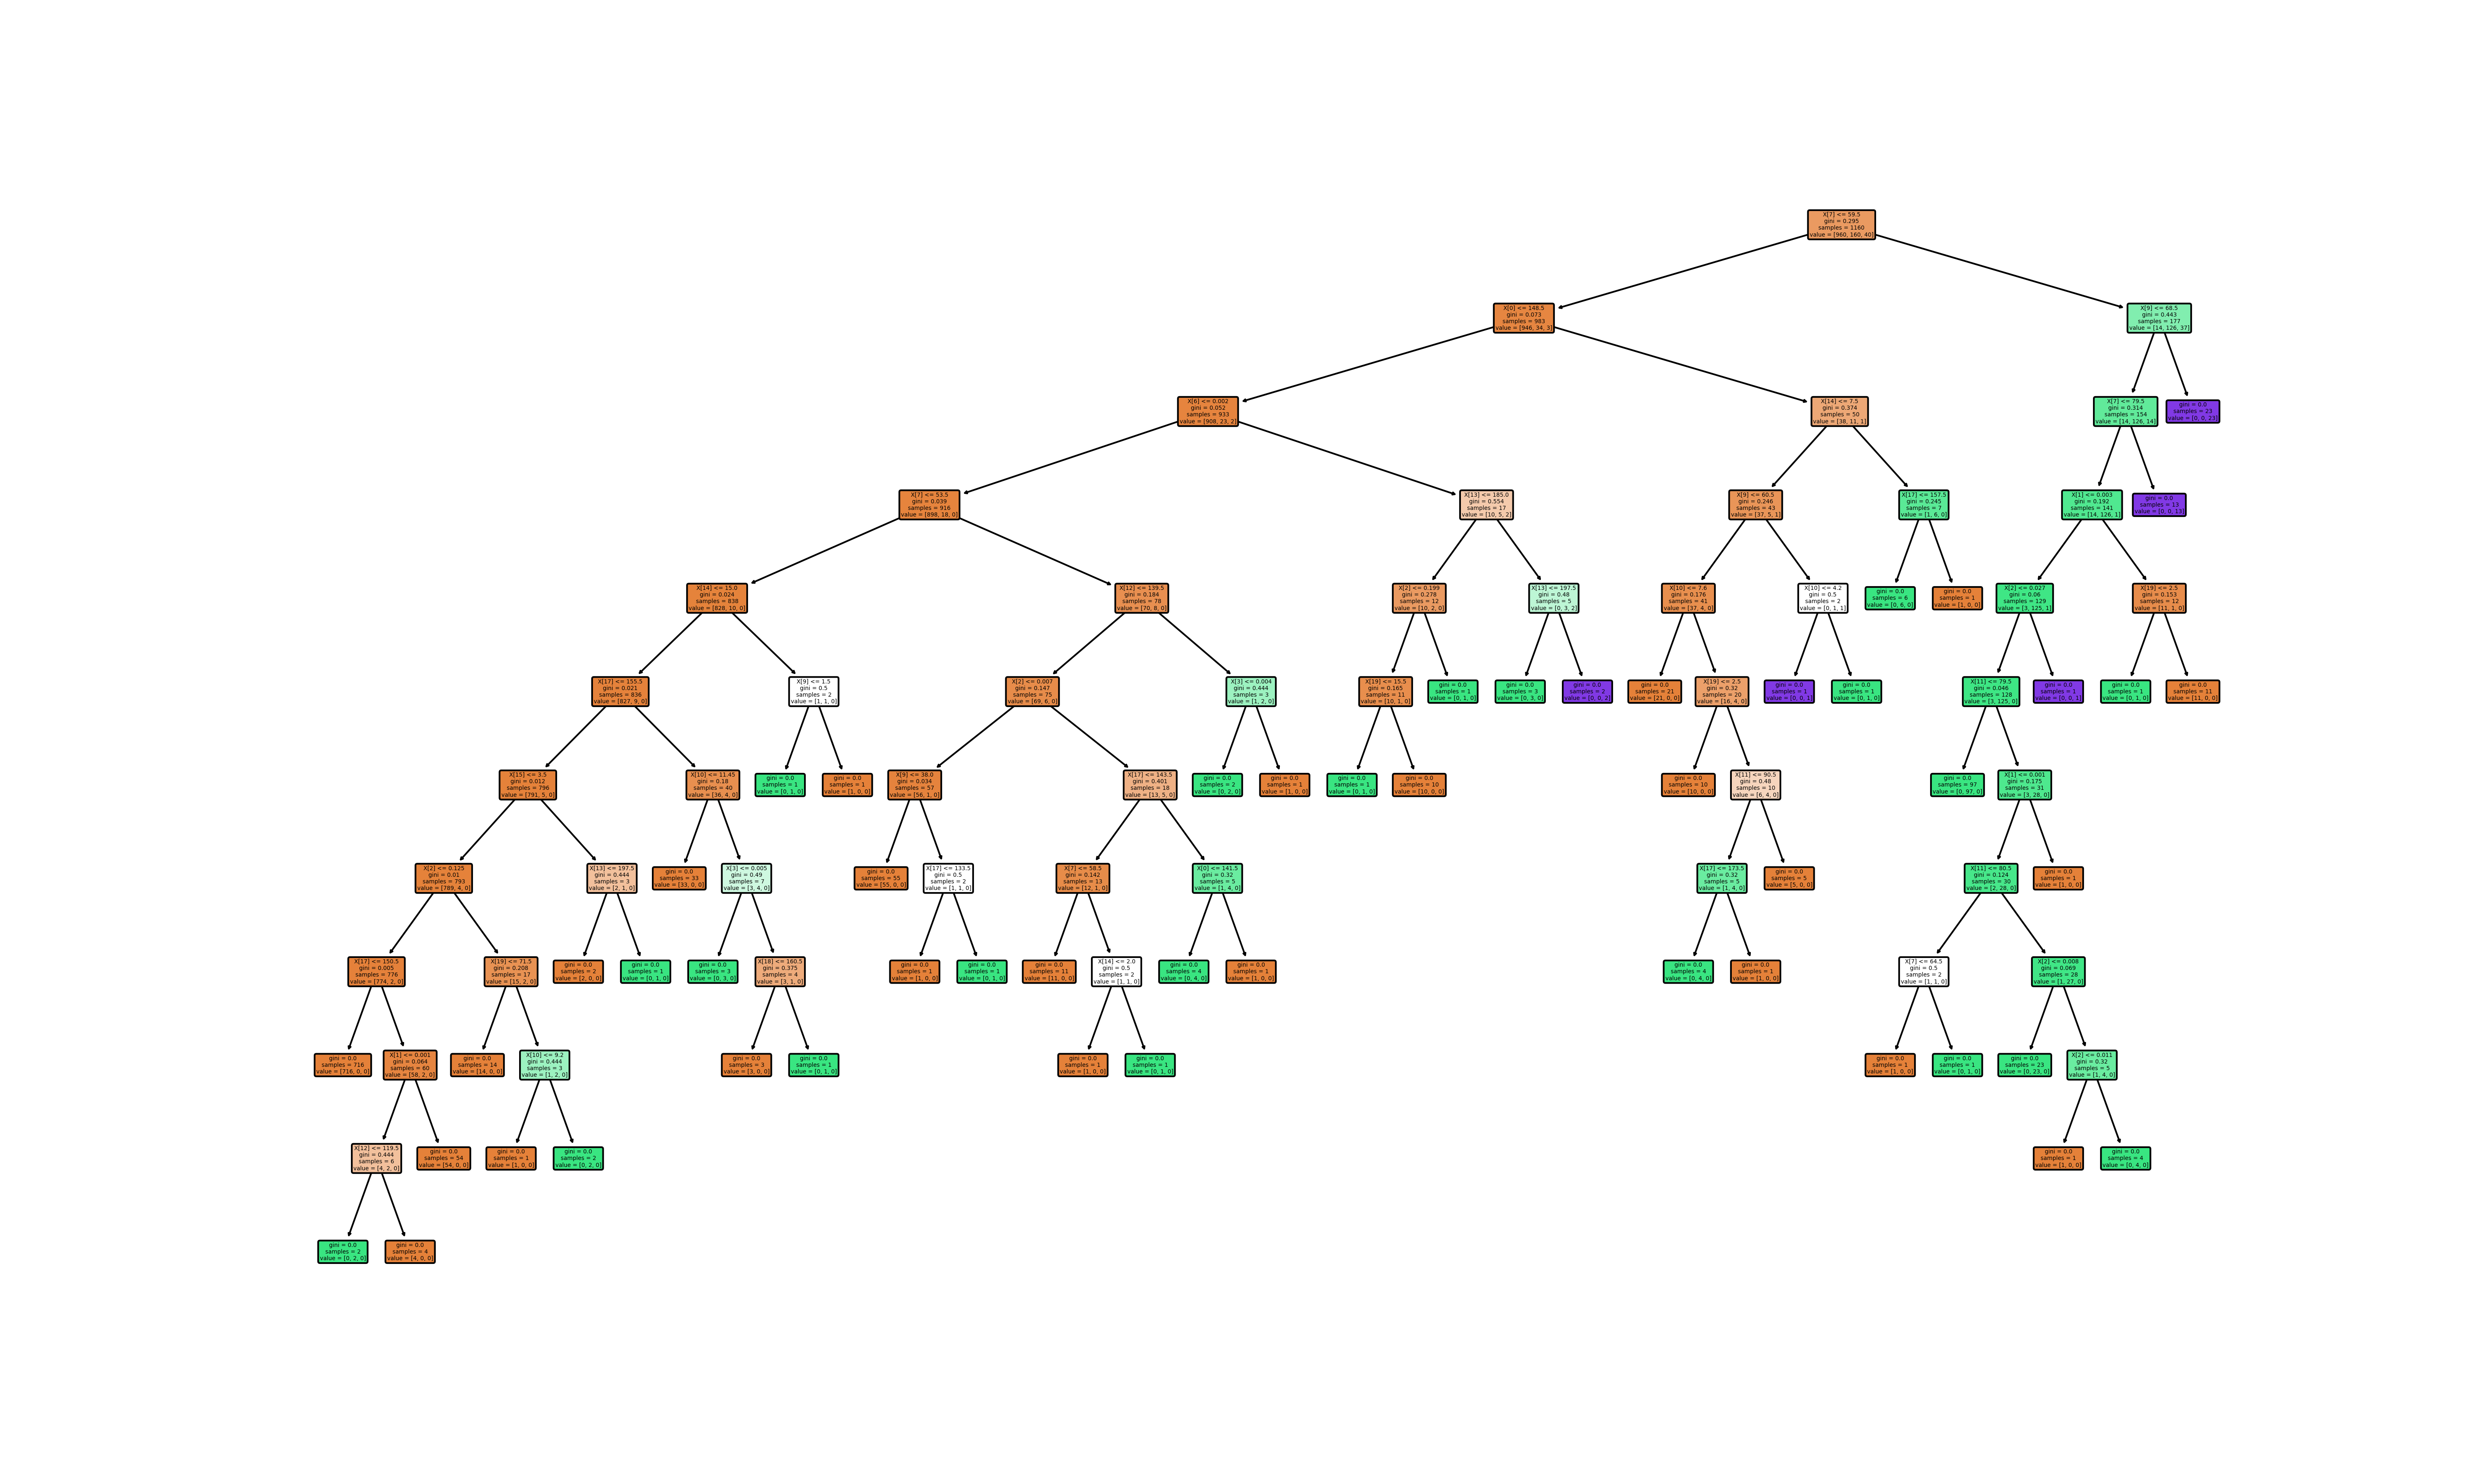 X[7] <= 59.5
gini = 0.295
samples = 1160
value = [960, 160, 40]
X[0] <= 148.5
gini = 0.073
samples = 983
value = [946, 34, 3]
X[9] <= 68.5
gini = 0.443
samples = 177
value = [14, 126, 37]
X[6] <= 0.002
gini = 0.052
samples = 933
value = [908, 23, 2]
X[14] <= 7.5
gini = 0.374
samples = 50
value = [38, 11, 1]
X[7] <= 79.5
gini = 0.314
samples = 154
value = [14, 126, 14]
gini = 0.0
samples = 23
value = [0, 0, 23]
X[7] <= 53.5
gini = 0.039
samples = 916
value = [898, 18, 0]
X[13] <= 185.0
gini = 0.554
samples = 17
value = [10, 5, 2]
X[9] <= 60.5
gini = 0.246
samples = 43
value = [37, 5, 1]
X[17] <= 157.5
gini = 0.245
samples = 7
value = [1, 6, 0]
X[1] <= 0.003
gini = 0.192
samples = 141
value = [14, 126, 1]
gini = 0.0
samples = 13
value = [0, 0, 13]
X[14] <= 15.0
gini = 0.024
samples = 838
value = [828, 10, 0]
X[12] <= 139.5
gini = 0.184
samples = 78
value = [70, 8, 0]
X[2] <= 0.199
gini = 0.278
samples = 12
value = [10, 2, 0]
X[13] <= 197.5
gini = 0.48
samples = 5
value = [0, 3, 2]
X[10] <= 7.6
gini = 0.176
samples = 41
value = [37, 4, 0]
X[10] <= 4.2
gini = 0.5
samples = 2
value = [0, 1, 1]
gini = 0.0
samples = 6
value = [0, 6, 0]
gini = 0.0
samples = 1
value = [1, 0, 0]
X[2] <= 0.027
gini = 0.06
samples = 129
value = [3, 125, 1]
X[19] <= 2.5
gini = 0.153
samples = 12
value = [11, 1, 0]
X[17] <= 155.5
gini = 0.021
samples = 836
value = [827, 9, 0]
X[9] <= 1.5
gini = 0.5
samples = 2
value = [1, 1, 0]
X[2] <= 0.007
gini = 0.147
samples = 75
value = [69, 6, 0]
X[3] <= 0.004
gini = 0.444
samples = 3
value = [1, 2, 0]
X[19] <= 15.5
gini = 0.165
samples = 11
value = [10, 1, 0]
gini = 0.0
samples = 1
value = [0, 1, 0]
gini = 0.0
samples = 3
value = [0, 3, 0]
gini = 0.0
samples = 2
value = [0, 0, 2]
gini = 0.0
samples = 21
value = [21, 0, 0]
X[19] <= 2.5
gini = 0.32
samples = 20
value = [16, 4, 0]
gini = 0.0
samples = 1
value = [0, 0, 1]
gini = 0.0
samples = 1
value = [0, 1, 0]
X[11] <= 79.5
gini = 0.046
samples = 128
value = [3, 125, 0]
gini = 0.0
samples = 1
value = [0, 0, 1]
gini = 0.0
samples = 1
value = [0, 1, 0]
gini = 0.0
samples = 11
value = [11, 0, 0]
X[15] <= 3.5
gini = 0.012
samples = 796
value = [791, 5, 0]
X[10] <= 11.45
gini = 0.18
samples = 40
value = [36, 4, 0]
gini = 0.0
samples = 1
value = [0, 1, 0]
gini = 0.0
samples = 1
value = [1, 0, 0]
X[9] <= 38.0
gini = 0.034
samples = 57
value = [56, 1, 0]
X[17] <= 143.5
gini = 0.401
samples = 18
value = [13, 5, 0]
gini = 0.0
samples = 2
value = [0, 2, 0]
gini = 0.0
samples = 1
value = [1, 0, 0]
gini = 0.0
samples = 1
value = [0, 1, 0]
gini = 0.0
samples = 10
value = [10, 0, 0]
gini = 0.0
samples = 10
value = [10, 0, 0]
X[11] <= 90.5
gini = 0.48
samples = 10
value = [6, 4, 0]
gini = 0.0
samples = 97
value = [0, 97, 0]
X[1] <= 0.001
gini = 0.175
samples = 31
value = [3, 28, 0]
X[2] <= 0.125
gini = 0.01
samples = 793
value = [789, 4, 0]
X[13] <= 197.5
gini = 0.444
samples = 3
value = [2, 1, 0]
gini = 0.0
samples = 33
value = [33, 0, 0]
X[3] <= 0.005
gini = 0.49
samples = 7
value = [3, 4, 0]
gini = 0.0
samples = 55
value = [55, 0, 0]
X[17] <= 133.5
gini = 0.5
samples = 2
value = [1, 1, 0]
X[7] <= 58.5
gini = 0.142
samples = 13
value = [12, 1, 0]
X[0] <= 141.5
gini = 0.32
samples = 5
value = [1, 4, 0]
X[17] <= 173.5
gini = 0.32
samples = 5
value = [1, 4, 0]
gini = 0.0
samples = 5
value = [5, 0, 0]
X[11] <= 80.5
gini = 0.124
samples = 30
value = [2, 28, 0]
gini = 0.0
samples = 1
value = [1, 0, 0]
X[17] <= 150.5
gini = 0.005
samples = 776
value = [774, 2, 0]
X[19] <= 71.5
gini = 0.208
samples = 17
value = [15, 2, 0]
gini = 0.0
samples = 2
value = [2, 0, 0]
gini = 0.0
samples = 1
value = [0, 1, 0]
gini = 0.0
samples = 3
value = [0, 3, 0]
X[18] <= 160.5
gini = 0.375
samples = 4
value = [3, 1, 0]
gini = 0.0
samples = 1
value = [1, 0, 0]
gini = 0.0
samples = 1
value = [0, 1, 0]
gini = 0.0
samples = 11
value = [11, 0, 0]
X[14] <= 2.0
gini = 0.5
samples = 2
value = [1, 1, 0]
gini = 0.0
samples = 4
value = [0, 4, 0]
gini = 0.0
samples = 1
value = [1, 0, 0]
gini = 0.0
samples = 4
value = [0, 4, 0]
gini = 0.0
samples = 1
value = [1, 0, 0]
X[7] <= 64.5
gini = 0.5
samples = 2
value = [1, 1, 0]
X[2] <= 0.008
gini = 0.069
samples = 28
value = [1, 27, 0]
gini = 0.0
samples = 716
value = [716, 0, 0]
X[1] <= 0.001
gini = 0.064
samples = 60
value = [58, 2, 0]
gini = 0.0
samples = 14
value = [14, 0, 0]
X[10] <= 9.2
gini = 0.444
samples = 3
value = [1, 2, 0]
gini = 0.0
samples = 3
value = [3, 0, 0]
gini = 0.0
samples = 1
value = [0, 1, 0]
gini = 0.0
samples = 1
value = [1, 0, 0]
gini = 0.0
samples = 1
value = [0, 1, 0]
gini = 0.0
samples = 1
value = [1, 0, 0]
gini = 0.0
samples = 1
value = [0, 1, 0]
gini = 0.0
samples = 23
value = [0, 23, 0]
X[2] <= 0.011
gini = 0.32
samples = 5
value = [1, 4, 0]
X[12] <= 119.5
gini = 0.444
samples = 6
value = [4, 2, 0]
gini = 0.0
samples = 54
value = [54, 0, 0]
gini = 0.0
samples = 1
value = [1, 0, 0]
gini = 0.0
samples = 2
value = [0, 2, 0]
gini = 0.0
samples = 1
value = [1, 0, 0]
gini = 0.0
samples = 4
value = [0, 4, 0]
gini = 0.0
samples = 2
value = [0, 2, 0]
gini = 0.0
samples = 4
value = [4, 0, 0]